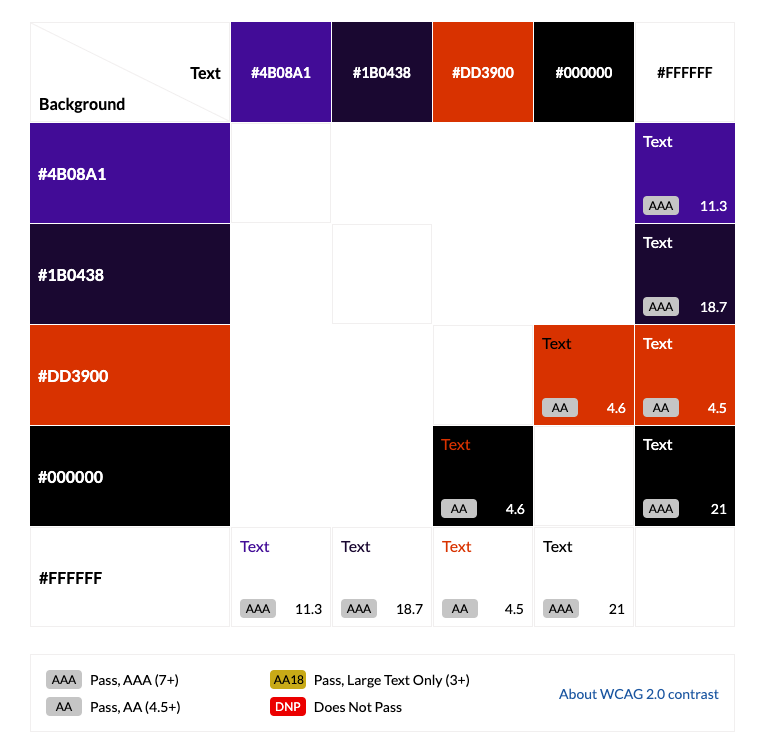 Text #4B08A1 #1B0438 #DD3900 #000000 #FFFFFF
Background
#4B08A1 Text
AAA 11.3
#1B0438 Text
AAA 18.7
#DD3900 Text Text
AA 4.6 AA 4.5
#000000 Text Text
AA 4.6 AAA 21
#FFFFFF Text Text Text Text
AAA 11.3 AAA 18.7 AA 4.5 AAA 21
AAA Pass, AAA (7+) AA18 Pass, Large Text Only (3+)
About WCAG 2.0 contrast
AA Pass, AA (4.5+) DNP Does Not Pass